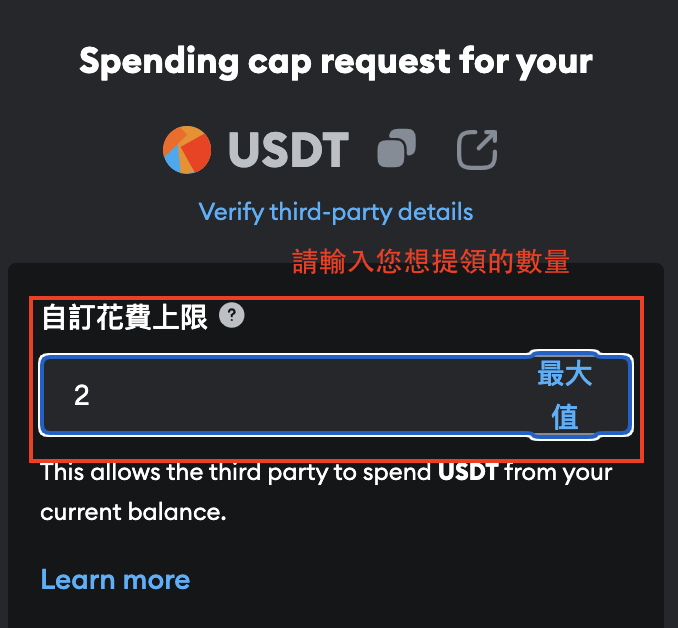 Spending cap request for your
USDT
Verify third-party details
請輸入您想提領的數量
自訂花費上限 ?
2
最大
值
This allows the third party to spend USDT from your
current balance.
Learn more